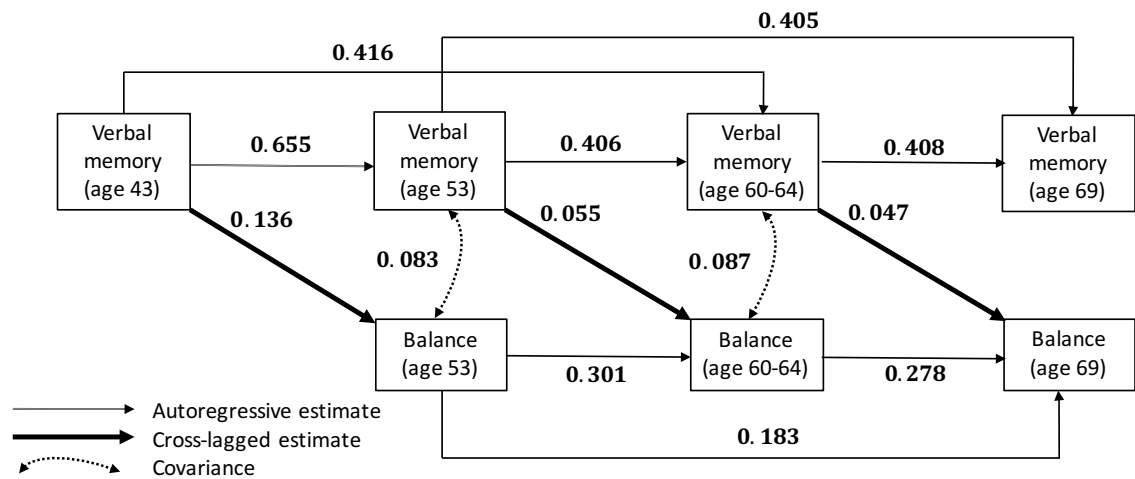 0.405
0.416
Verbal
memory
(age 43)
0.655
Verbal
memory
(age 53)
0.406
Verbal
memory
(age 60-64)
0.408
Verbal
memory
(age 69)
0.136
0.055
0.047
0.083
0.087
Balance
(age 53)
0.301
Balance
(age 60-64)
0.278
Balance
(age 69)
0.183
Autoregressive estimate
Cross-lagged estimate
Covariance